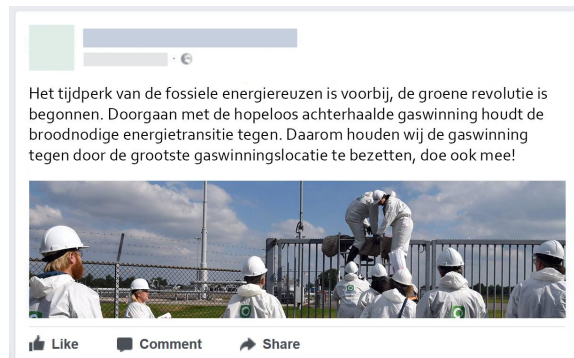 Het tijdperk van de fossiele energiereuzen is voorbij, de groene revolutie is
begonnen. Doorgaan met de hopeloos achterhaalde gaswinning houdt de
broodnodige energietransitie tegen. Daarom houden wij de gaswinning
tegen door de grootste gaswinningslocatie te bezetten, doe ook mee!
Like Comment Share